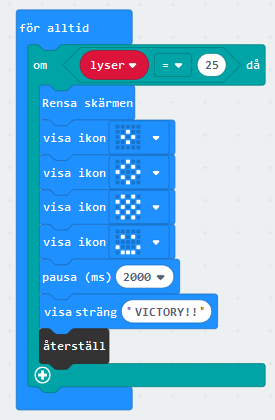 för alltid
om lyser = 25 då
Rensa skärmen
visa ikon
visa ikon
visa ikon
visa ikon
pausa (ms) 2000
visa sträng "VICTORY!!"
återställ